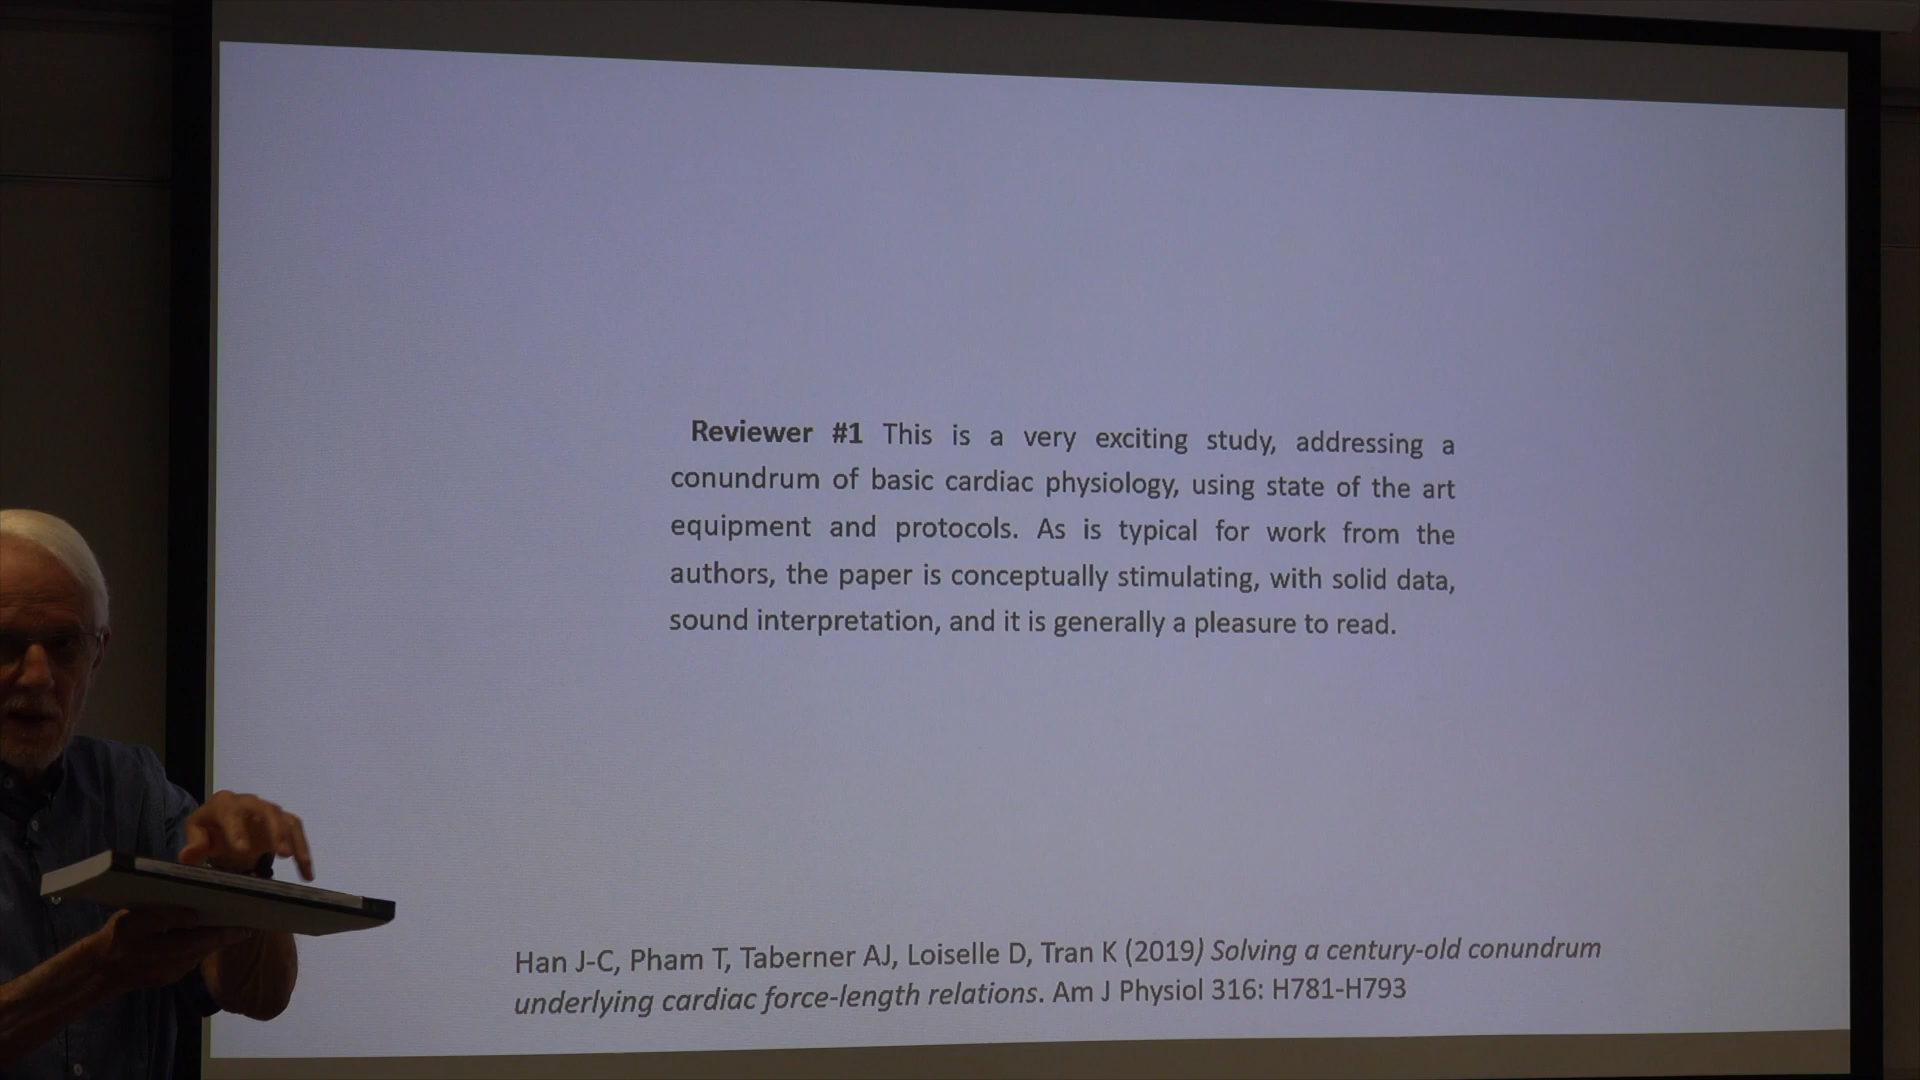 Reviewer #1 This is a very exciting study, addressing a
conundrum of basic cardiac physiology, using state of the art
equipment and protocols. As is typical for work from the
authors, the paper is conceptually stimulating, with solid data,
sound interpretation, and it is generally a pleasure to read.
Han J-C, Pham T, Taberner AJ, Loiselle D, Tran K (2019) Solving a century-old conundrum
underlying cardiac force-length relations. Am J Physiol 316: H781-H793